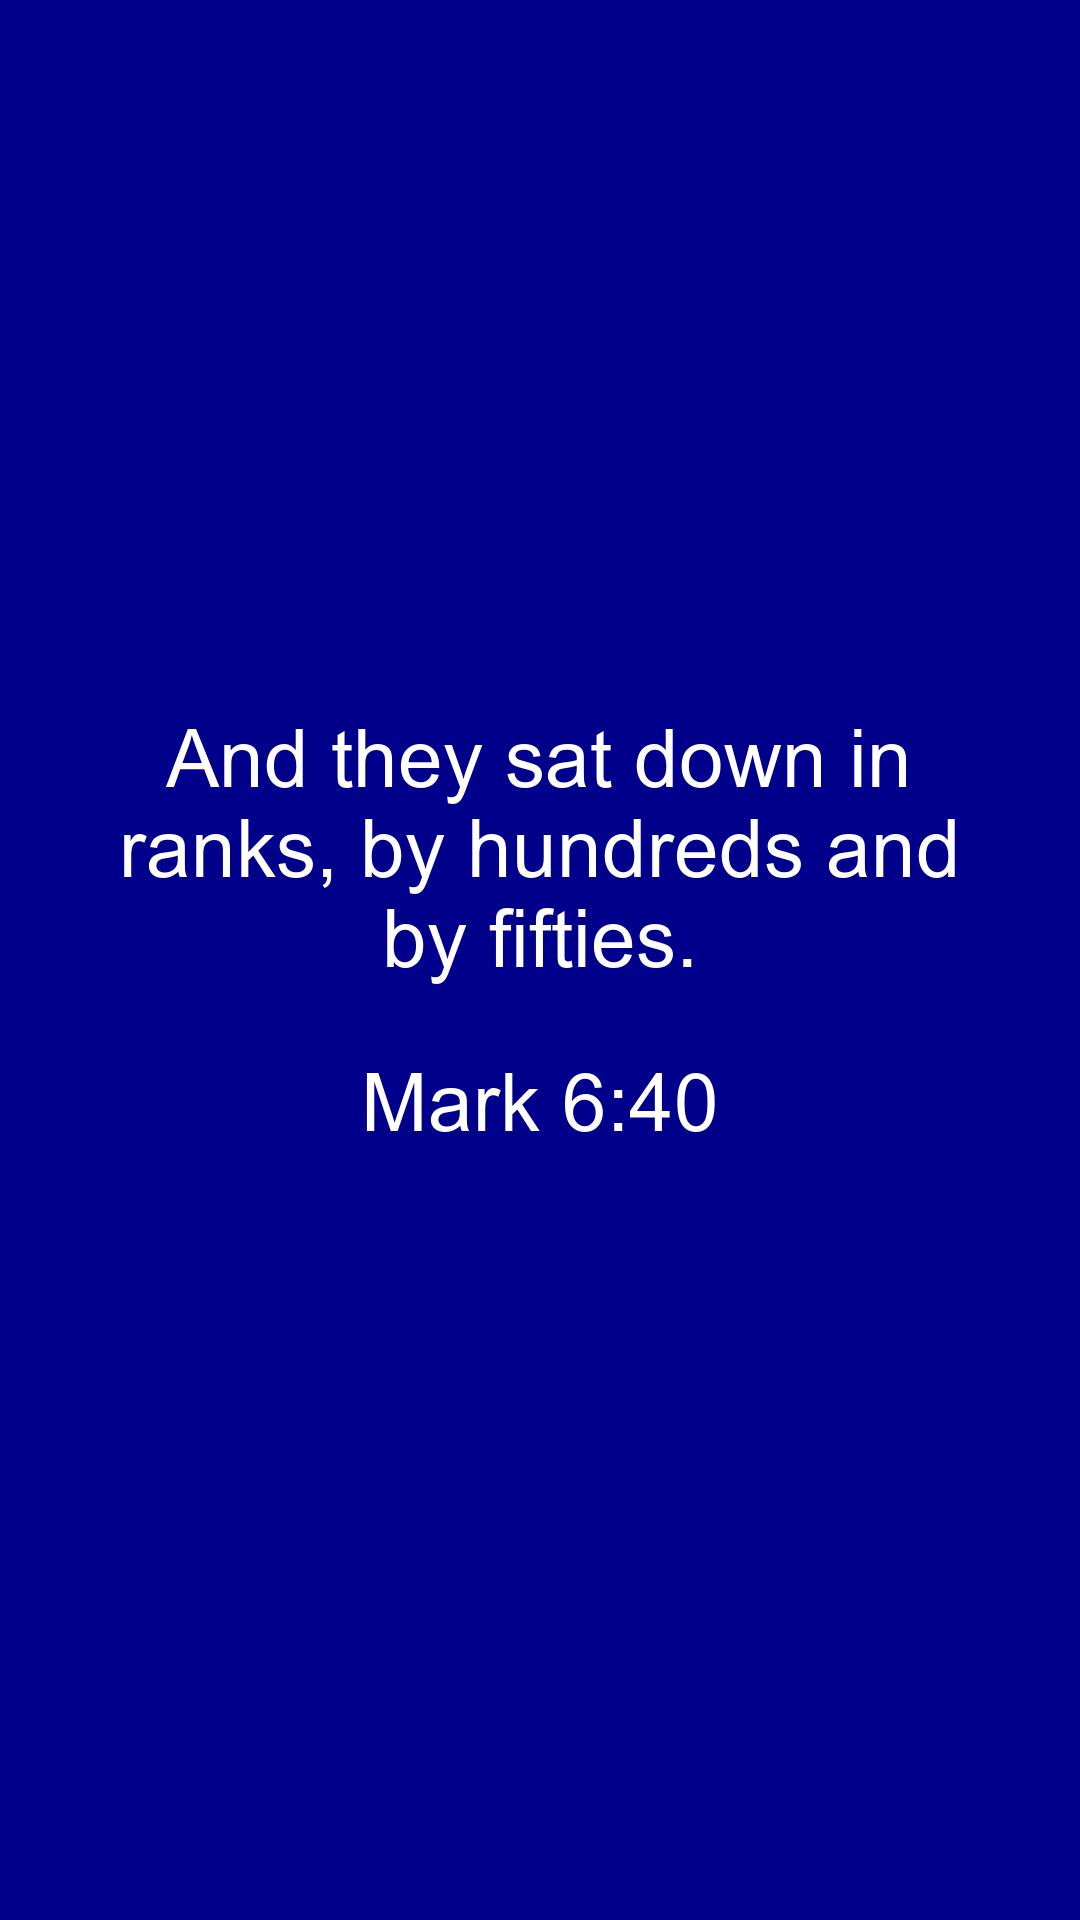 And they sat down in
ranks, by hundreds and
by fifties.
Mark 6:40